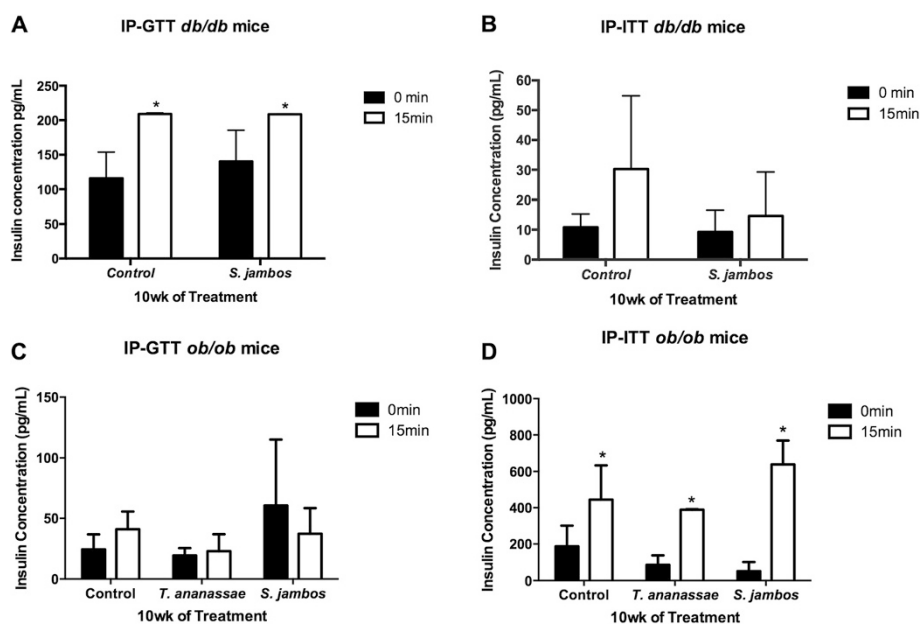 A
IP-GTT db/db mice
Insulin concentration pg/mL
250
200
150
100
50
0
*
*
0 min
15min
Control
S. jambos
10wk of Treatment
B
IP-ITT db/db mice
Insulin Concentration (pg/mL)
60
50
40
30
20
10
0
0 min
15min
Control
S. jambos
10wk of Treatment
C
IP-GTT ob/ob mice
Insulin Concentration (pg/mL)
150
100
50
0
0min
15min
Control
T. ananassae
S. jambos
10wk of Treatment
D
IP-ITT ob/ob mice
Insulin Concentration (pg/mL)
1000
800
600
400
200
0
*
*
*
0min
15min
Control
T. ananassae
S. jambos
10wk of Treatment